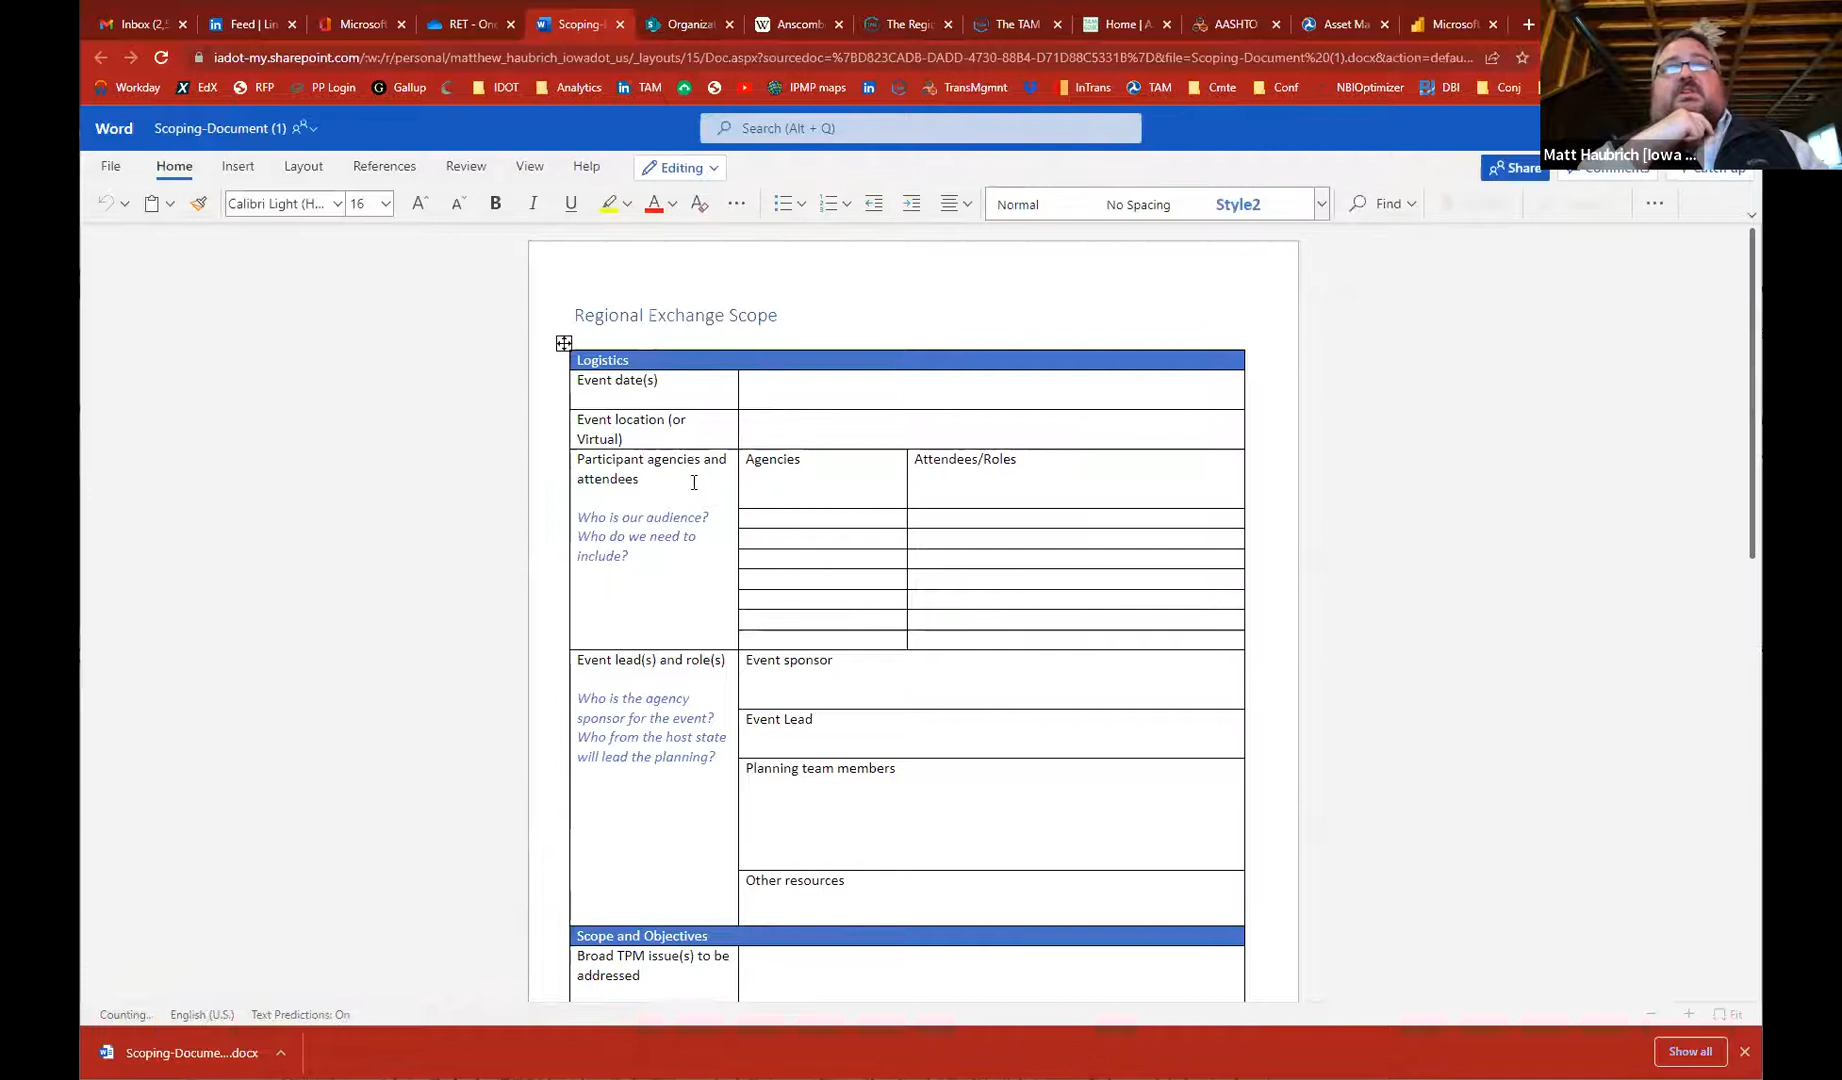 Inbox (2,5
Feed | Lin
Microsoft
RET - One
Scoping-
Organizat
Anscomb
The Regio
The TAM
Home | A
AASHTO
Asset Ma
Microsoft
iadot-my.sharepoint.com/:w:/r/personal/matthew_haubrich_iowadot_us/_layouts/15/Doc.aspx?sourcedoc=%7BD823CADB-DADD-4730-88B4-D71D88C5331B%7D&file=Scoping-Document%20(1).docx&action=defau...
Workday
EdX
RFP
PP Login
Gallup
IDOT
Analytics
TAM
IPMP maps
TransMgmnt
InTrans
TAM
Cmte
Conf
NBIOptimizer
DBI
Conj
Word
Scoping-Document (1)
Search (Alt + Q)
Matt Haubrich [Iowa ...
File
Home
Insert
Layout
References
Review
View
Help
Editing
Share
Comments
Catch up
Calibri Light (H...
16
B
I
U
Normal
No Spacing
Style2
Find
Regional Exchange Scope
Logistics
Event date(s)
Event location (or
Virtual)
Participant agencies and
attendees
Agencies
Attendees/Roles
Who is our audience?
Who do we need to
include?
Event lead(s) and role(s)
Event sponsor
Who is the agency
sponsor for the event?
Who from the host state
will lead the planning?
Event Lead
Planning team members
Other resources
Scope and Objectives
Broad TPM issue(s) to be
addressed
Counting..
English (U.S.)
Text Predictions: On
Fit
Scoping-Docume....docx
Show all